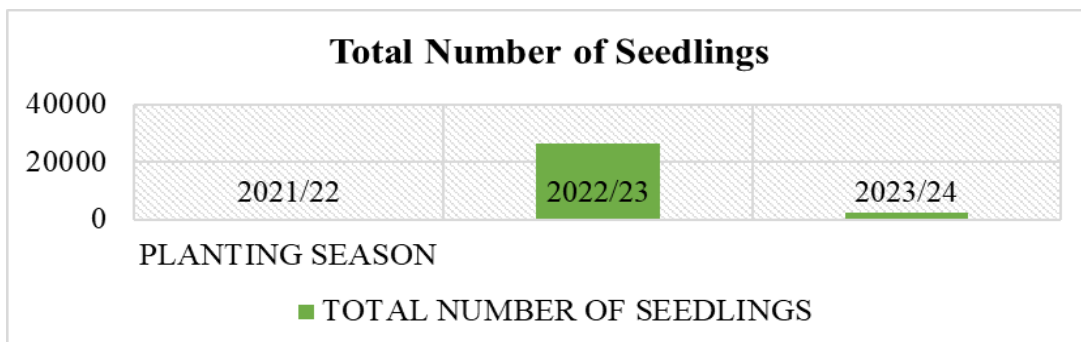 Total Number of Seedlings
40000
20000
0
2021/22 2022/23 2023/24
PLANTING SEASON
TOTAL NUMBER OF SEEDLINGS